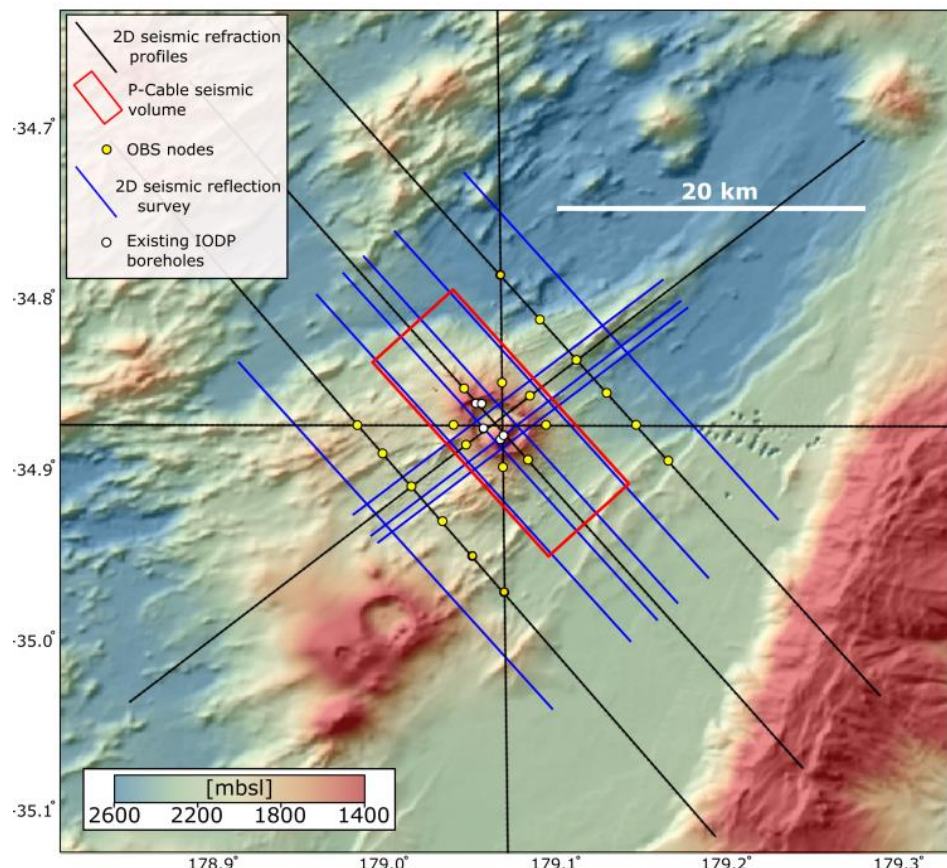 2D seismic refraction
profiles
P-Cable seismic
volume
OBS nodes
2D seismic reflection
survey
Existing IODP
boreholes
20 km
-34.7°
-34.8°
-34.9°
-35.0°
-35.1°
[mbsl]
2600 2200 1800 1400
178.9° 179.0° 179.1° 179.2° 179.3°